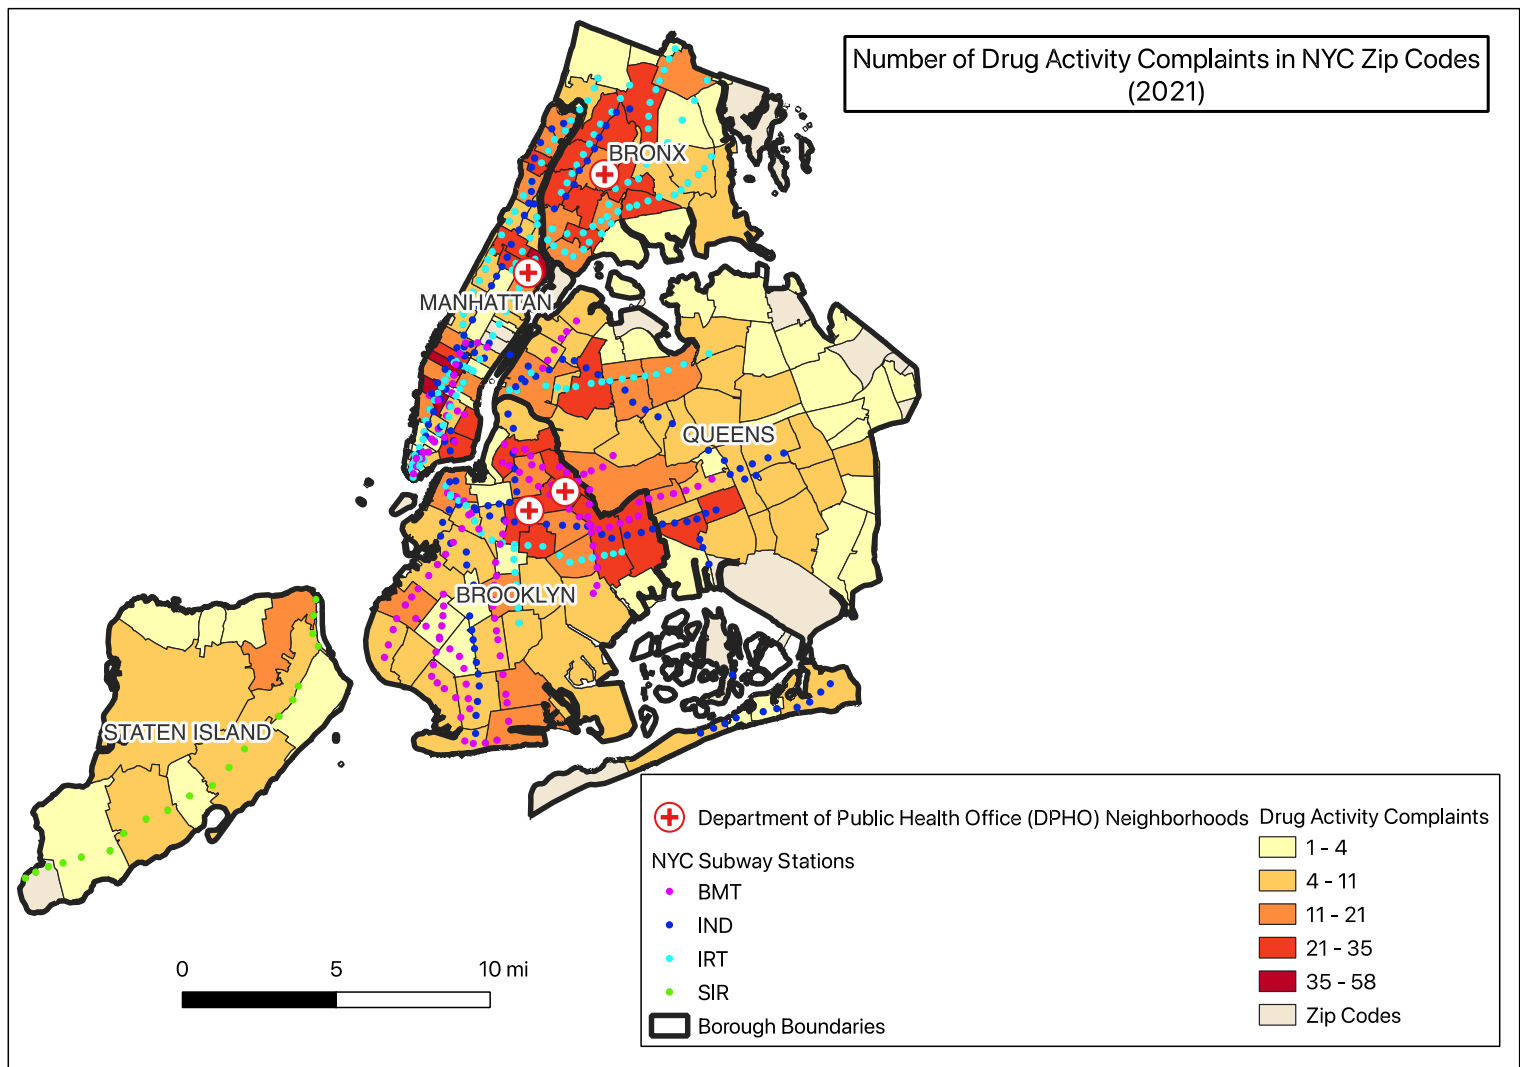 Number of Drug Activity Complaints in NYC Zip Codes
(2021)
BRONX
MANHATTAN
QUEENS
BROOKLYN
STATEN ISLAND
0 5 10 mi
Department of Public Health Office (DPHO) Neighborhoods
NYC Subway Stations
BMT
IND
IRT
SIR
Borough Boundaries
Drug Activity Complaints
1 - 4
4 - 11
11 - 21
21 - 35
35 - 58
Zip Codes